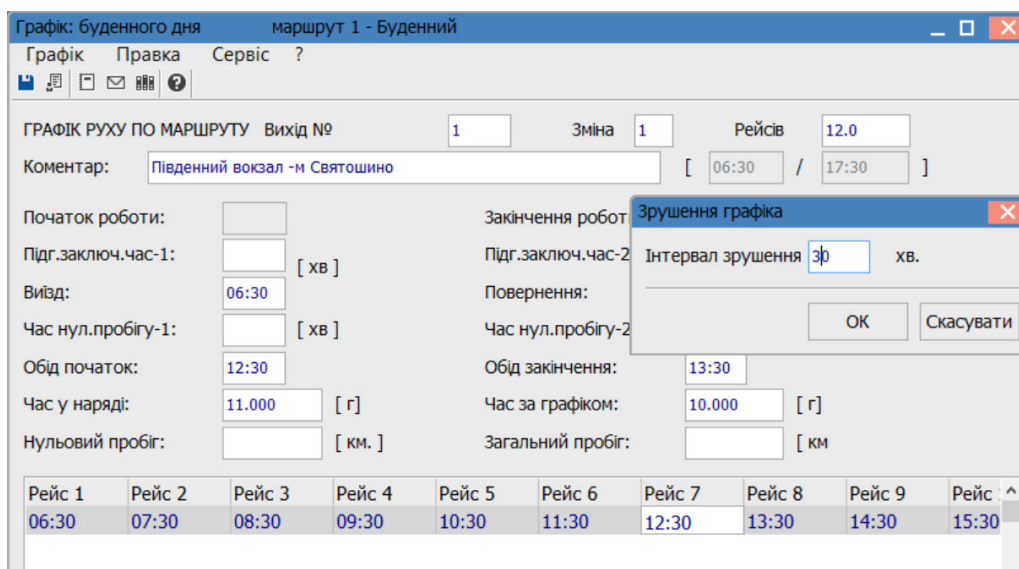 Графік: буденного дня маршрут 1 - Буденний
Графік Правка Сервіс ?
ГРАФІК РУХУ ПО МАРШРУТУ Вихід № 1 Зміна 1 Рейсів 12.0
Коментар: Південний вокзал -м Святошино [ 06:30 / 17:30 ]
Зрушення графіка
Інтервал зрушення 30 хв.
ОК Скасувати
Початок роботи: Закінчення робот
Підг.заключ.час-1: [ хв ] Підг.заключ.час-2
Виїзд: 06:30 Повернення:
Час нул.пробігу-1: [ хв ] Час нул.пробігу-2
Обід початок: 12:30 Обід закінчення: 13:30
Час у наряді: 11.000 [ г] Час за графіком: 10.000 [ г]
Нульовий пробіг: [ км. ] Загальний пробіг: [ км
Рейс 1 Рейс 2 Рейс 3 Рейс 4 Рейс 5 Рейс 6 Рейс 7 Рейс 8 Рейс 9 Рейс
06:30 07:30 08:30 09:30 10:30 11:30 12:30 13:30 14:30 15:30